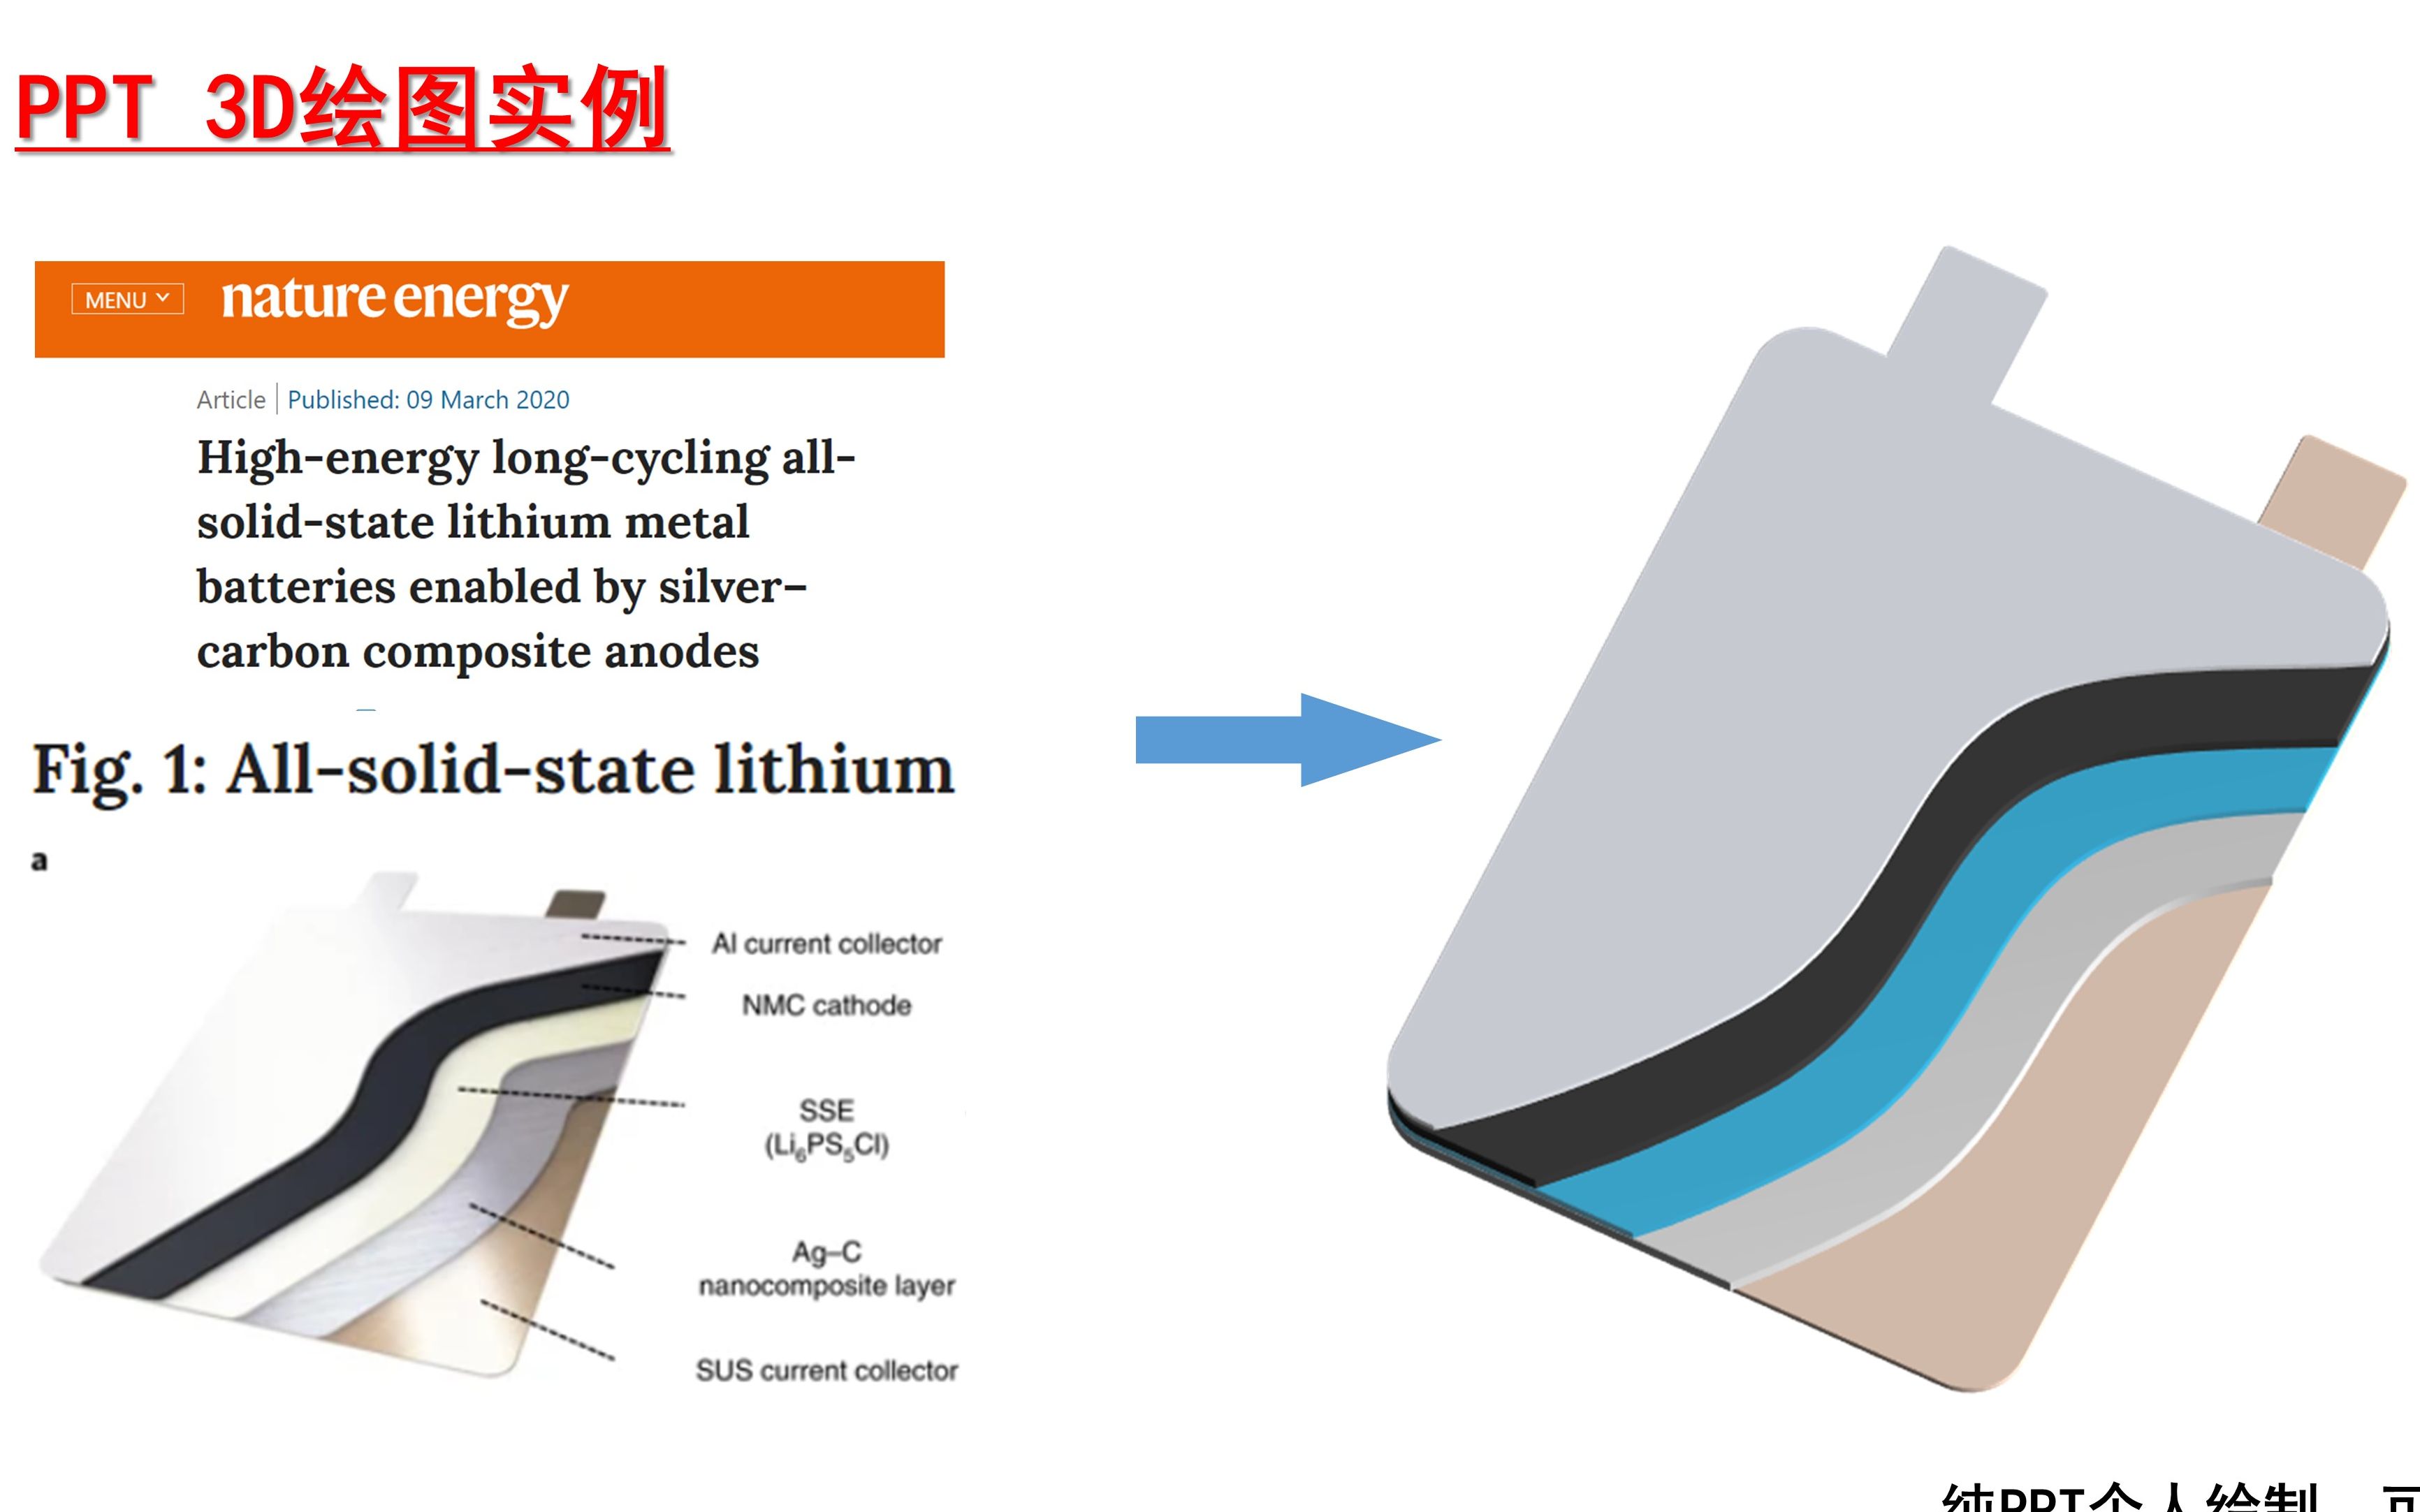 PPT 3D绘图实例
MENU
nature energy
Article | Published: 09 March 2020
High-energy long-cycling all-
solid-state lithium metal
batteries enabled by silver–
carbon composite anodes
Fig. 1: All-solid-state lithium
a
Al current collector
NMC cathode
SSE
(Li₆PS₅Cl)
Ag–C
nanocomposite layer
SUS current collector
纯PPT个人绘制